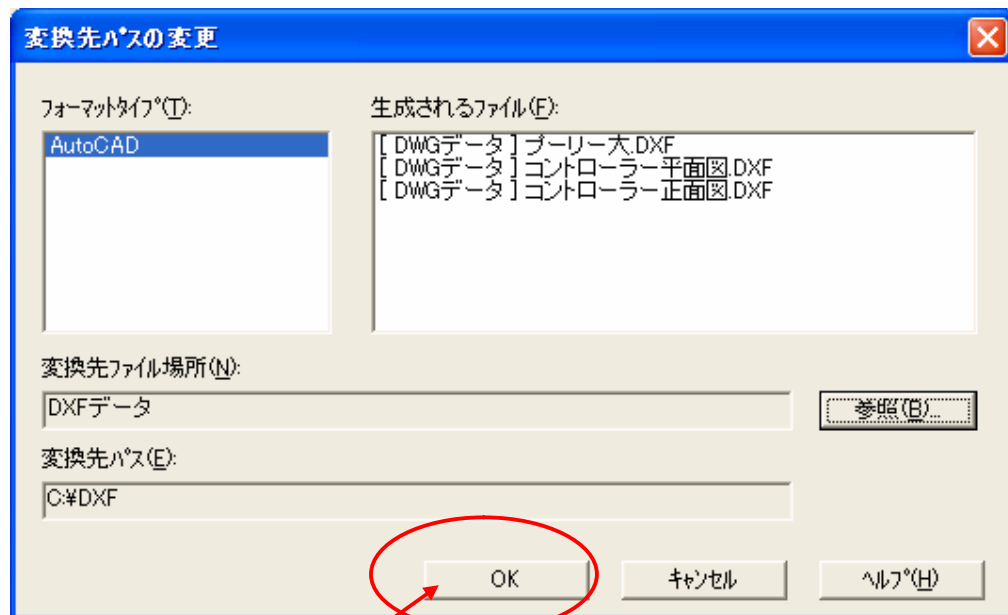 変換先ﾊﾟｽの変更
ﾌｫｰﾏｯﾄﾀｲﾌﾟ(T):
AutoCAD
生成されるﾌｧｲﾙ(F):
[ DWGデータ ] プーリー大.DXF
[ DWGデータ ] コントローラー平面図.DXF
[ DWGデータ ] コントローラー正面図.DXF
変換先ﾌｧｲﾙ場所(N):
DXFデータ
参照(B)...
変換先ﾊﾟｽ(E):
C:¥DXF
OK
ｷｬﾝｾﾙ
ﾍﾙﾌﾟ(H)